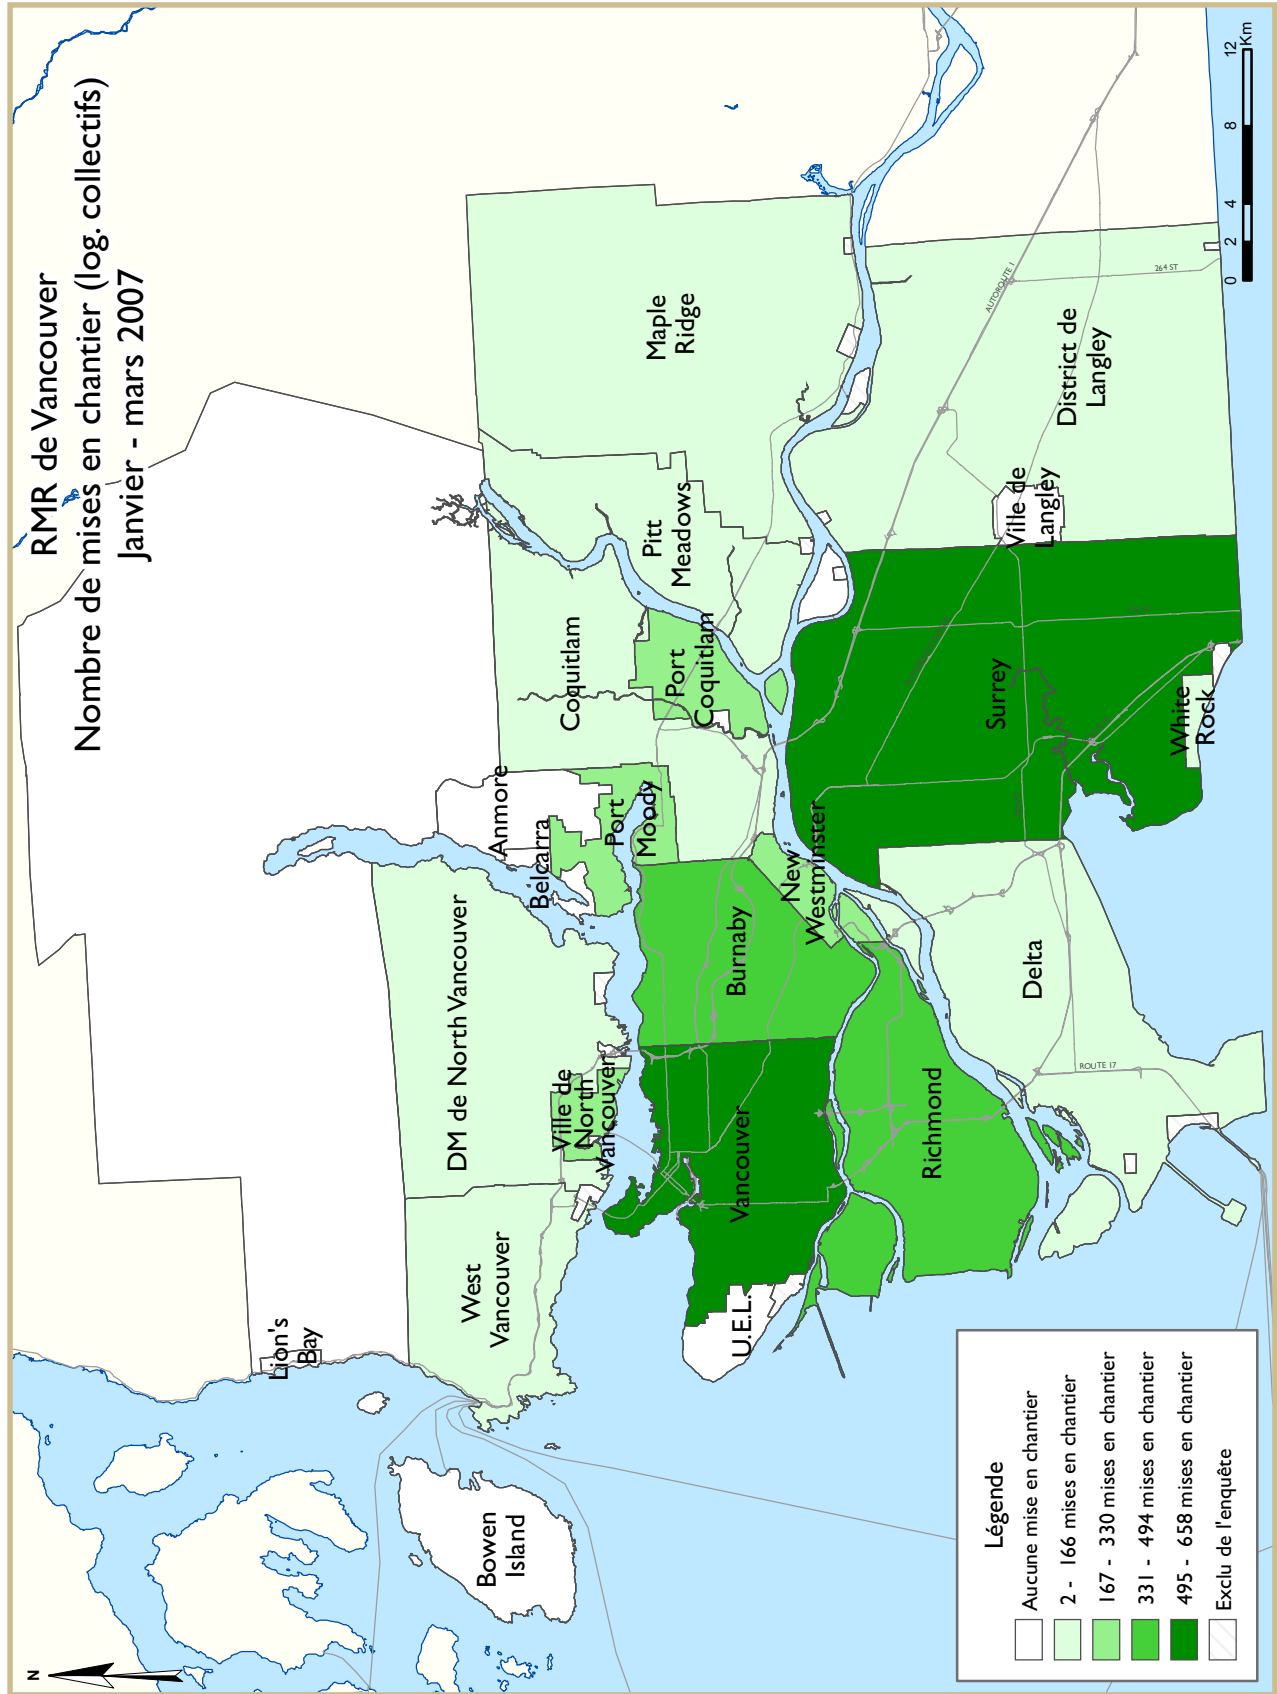 RMR de Vancouver
Nombre de mises en chantier (log. collectifs)
Janvier - mars 2007
N
Lion's
Bay
Bowen
Island
West
Vancouver
DM de North Vancouver
Ville de
North
Vancouver
Belcarra
Anmore
Port
Moody
Coquitlam
Port
Coquitlam
Pitt
Meadows
Maple
Ridge
U.E.L.
Vancouver
Burnaby
New
Westminster
Richmond
Delta
Surrey
White
Rock
Ville de
Langley
District de
Langley
AUTOROUTE 1
264 ST
ROUTE 17
Légende
Aucune mise en chantier
2 - 166 mises en chantier
167 - 330 mises en chantier
331 - 494 mises en chantier
495 - 658 mises en chantier
Exclu de l'enquête
0 2 4 8 12
Km